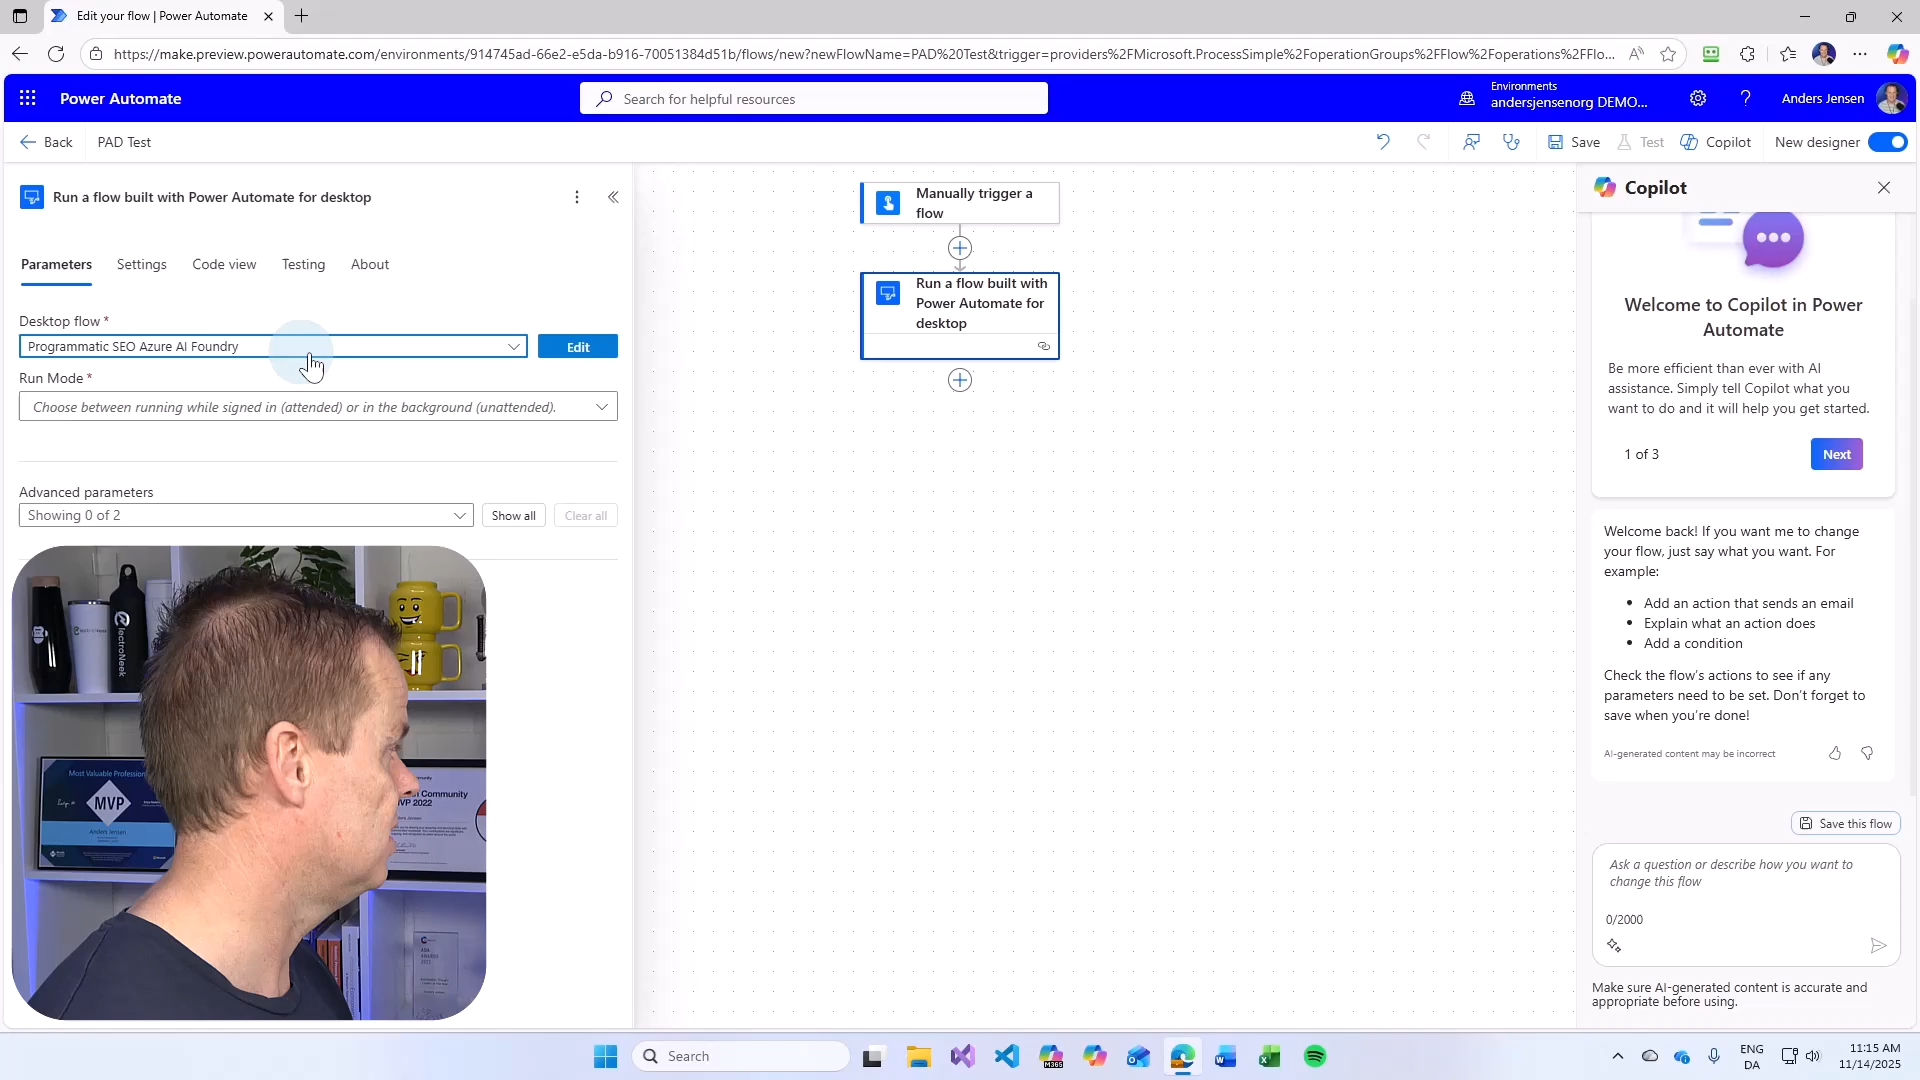 Edit your flow | Power Automate
https://make.preview.powerautomate.com/environments/914745ad-66e2-e5da-b916-70051384d51b/flows/new?newFlowName=PAD%20Test&trigger=providers%2FMicrosoft.ProcessSimple%2FoperationGroups%2FFlow%2Foperations%2FFlo...
Power Automate
Search for helpful resources
Environments
andersjensenorg DEMO...
Anders Jensen
Back
PAD Test
Save
Test
Copilot
New designer
Run a flow built with Power Automate for desktop
Parameters
Settings
Code view
Testing
About
Desktop flow *
Programmatic SEO Azure AI Foundry
Edit
Run Mode *
Choose between running while signed in (attended) or in the background (unattended).
Advanced parameters
Showing 0 of 2
Show all
Clear all
Manually trigger a
flow
Run a flow built with
Power Automate for
desktop
Copilot
Welcome to Copilot in Power
Automate
Be more efficient than ever with AI
assistance. Simply tell Copilot what you
want to do and it will help you get started.
1 of 3
Next
Welcome back! If you want me to change
your flow, just say what you want. For
example:
• Add an action that sends an email
• Explain what an action does
• Add a condition
Check the flow's actions to see if any
parameters need to be set. Don't forget to
save when you're done!
AI-generated content may be incorrect
Save this flow
Ask a question or describe how you want to
change this flow
0/2000
Make sure AI-generated content is accurate and
appropriate before using.
lectroNeek
Most Valuable Profession
MVP
Anders Jensen
Community
MVP 2022
Search
M365
ENG
DA
11:15 AM
11/14/2025